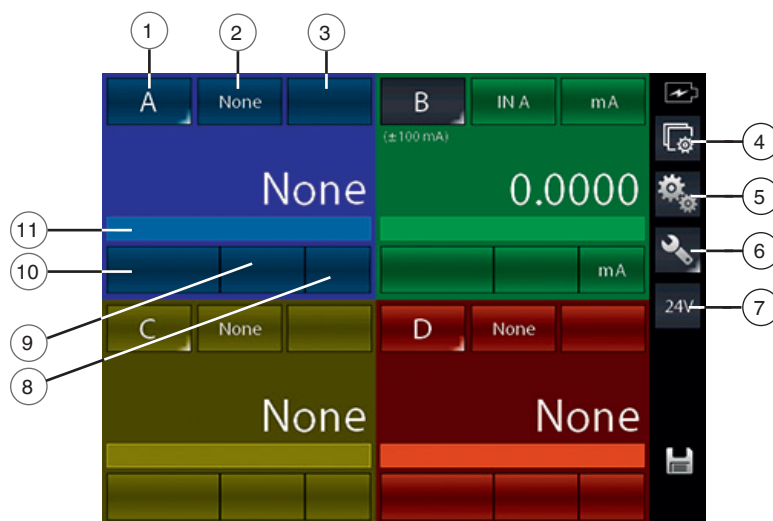 1 2 3
A None B IN A mA
(±100 mA)
4
None 0.0000
5
11
6
10 mA
24V 7
9 C None D None
8
None None